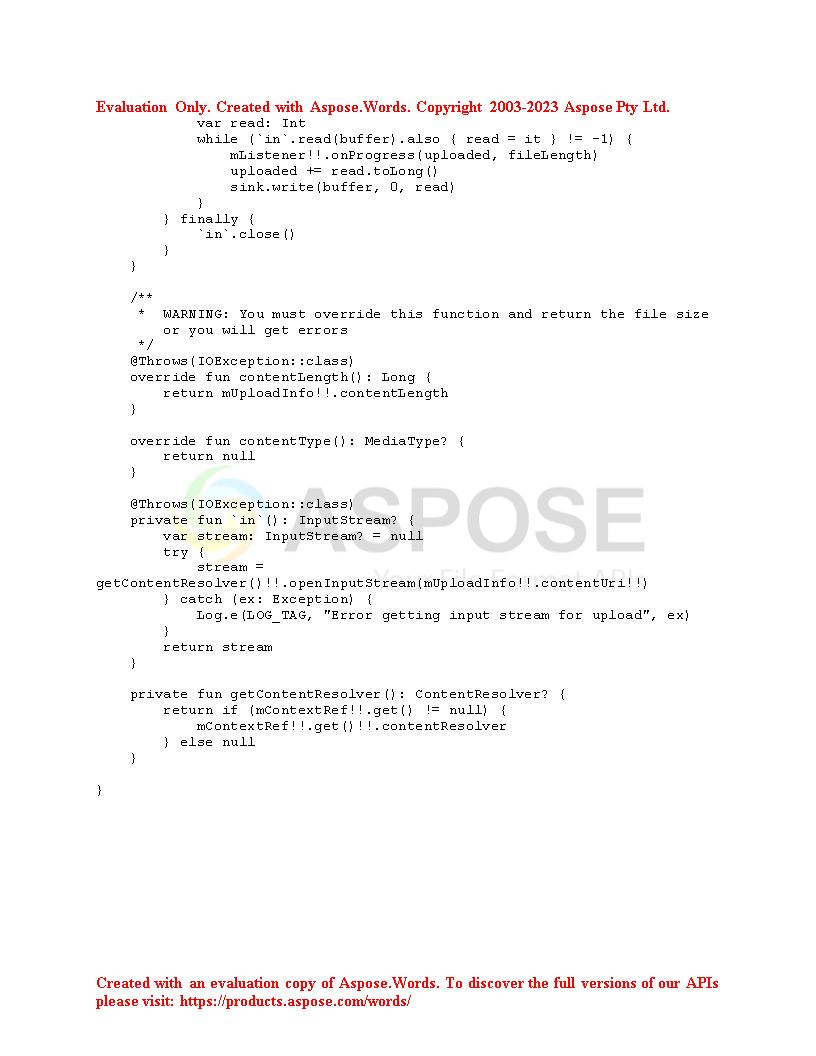 Evaluation Only. Created with Aspose.Words. Copyright 2003-2023 Aspose Pty Ltd.
            var read: Int
            while (`in`.read(buffer).also { read = it } != -1) {
                mListener!!.onProgress(uploaded, fileLength)
                uploaded += read.toLong()
                sink.write(buffer, 0, read)
            }
        } finally {
            `in`.close()
        }
    }

    /**
     *  WARNING: You must override this function and return the file size
        or you will get errors
     */
    @Throws(IOException::class)
    override fun contentLength(): Long {
        return mUploadInfo!!.contentLength
    }

    override fun contentType(): MediaType? {
        return null
    }

    @Throws(IOException::class)
    private fun `in`(): InputStream? {
        var stream: InputStream? = null
        try {
            stream =
getContentResolver()!!.openInputStream(mUploadInfo!!.contentUri!!)
        } catch (ex: Exception) {
            Log.e(LOG_TAG, "Error getting input stream for upload", ex)
        }
        return stream
    }

    private fun getContentResolver(): ContentResolver? {
        return if (mContextRef!!.get() != null) {
            mContextRef!!.get()!!.contentResolver
        } else null
    }

}
ASPOSE
Your File Format APIs
Created with an evaluation copy of Aspose.Words. To discover the full versions of our APIs
please visit: https://products.aspose.com/words/